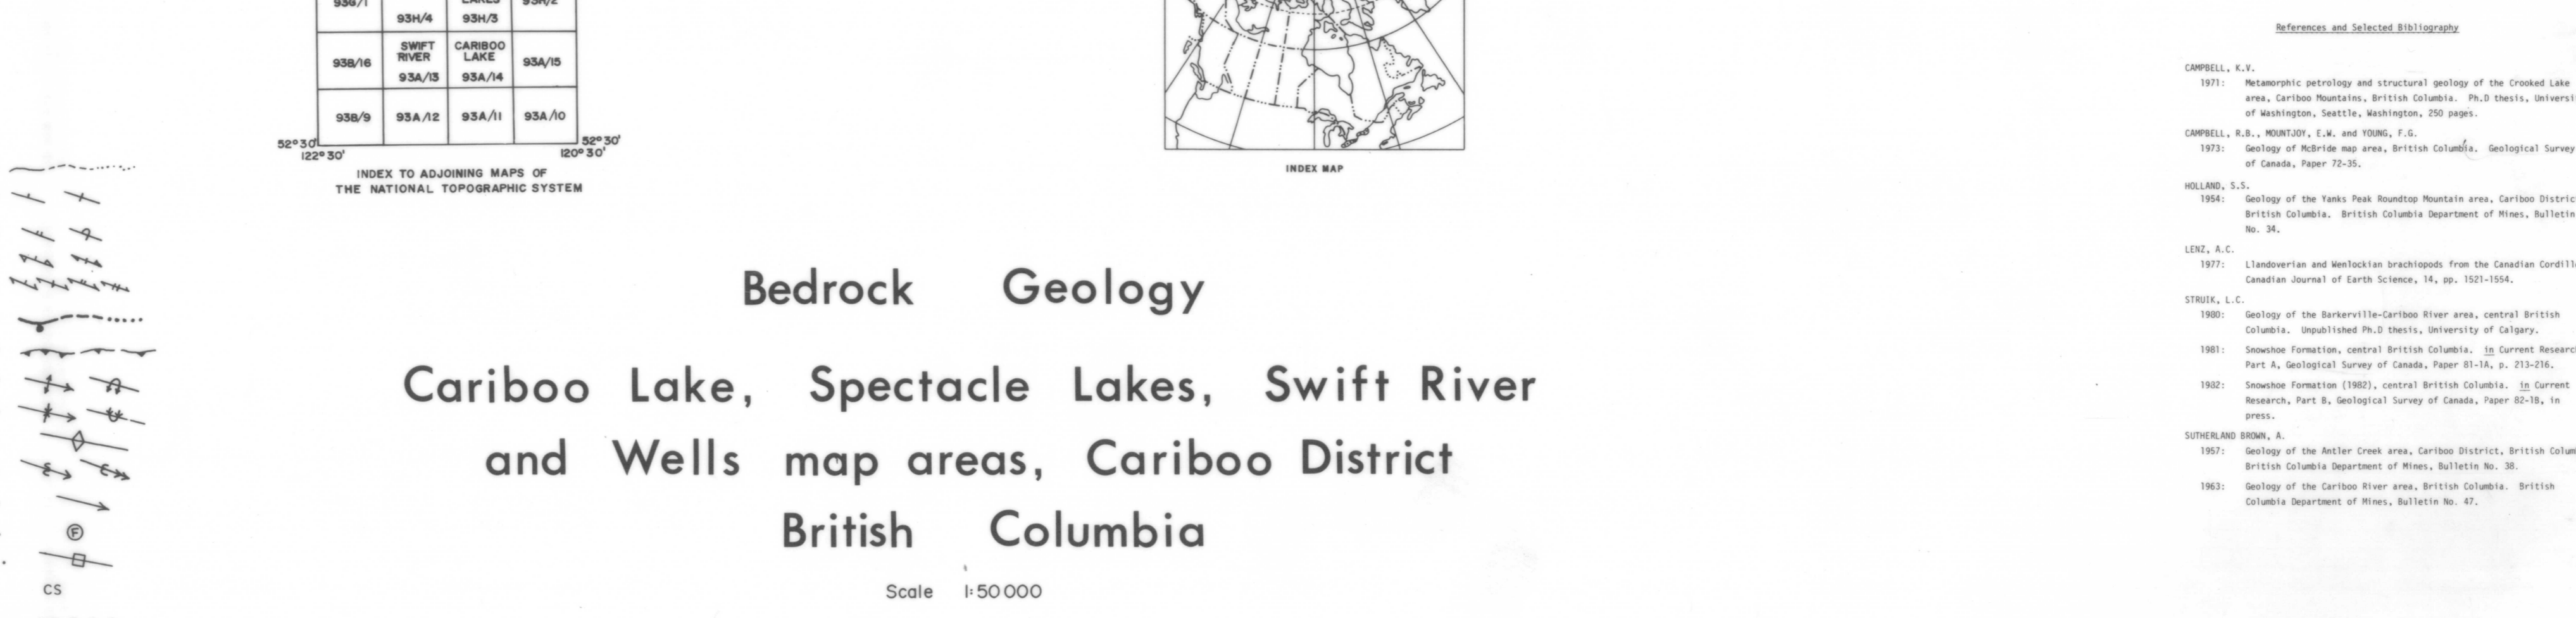 93H/4 93H/3
93B/16 SWIFT RIVER 93A/13 CARIBOO LAKE 93A/14 93A/15
93B/9 93A/12 93A/11 93A/10
52°30' 52°30'
122°30' 120°30'
INDEX TO ADJOINING MAPS OF
THE NATIONAL TOPOGRAPHIC SYSTEM
INDEX MAP
Bedrock Geology
Cariboo Lake, Spectacle Lakes, Swift River
and Wells map areas, Cariboo District
British Columbia
Scale 1:50 000
F
CS
References and Selected Bibliography
CAMPBELL, K.V.
1971: Metamorphic petrology and structural geology of the Crooked Lake
area, Cariboo Mountains, British Columbia. Ph.D thesis, Universi
of Washington, Seattle, Washington, 250 pages.
CAMPBELL, R.B., MOUNTJOY, E.W. and YOUNG, F.G.
1973: Geology of McBride map area, British Columbia. Geological Survey
of Canada, Paper 72-35.
HOLLAND, S.S.
1954: Geology of the Yanks Peak Roundtop Mountain area, Cariboo Distric
British Columbia. British Columbia Department of Mines, Bulletin
No. 34.
LENZ, A.C.
1977: Llandoverian and Wenlockian brachiopods from the Canadian Cordill
Canadian Journal of Earth Science, 14, pp. 1521-1554.
STRUIK, L.C.
1980: Geology of the Barkerville-Cariboo River area, central British
Columbia. Unpublished Ph.D thesis, University of Calgary.
1981: Snowshoe Formation, central British Columbia. in Current Researc
Part A, Geological Survey of Canada, Paper 81-1A, p. 213-216.
1982: Snowshoe Formation (1982), central British Columbia. in Current
Research, Part B, Geological Survey of Canada, Paper 82-1B, in
press.
SUTHERLAND BROWN, A.
1957: Geology of the Antler Creek area, Cariboo District, British Colum
British Columbia Department of Mines, Bulletin No. 38.
1963: Geology of the Cariboo River area, British Columbia. British
Columbia Department of Mines, Bulletin No. 47.